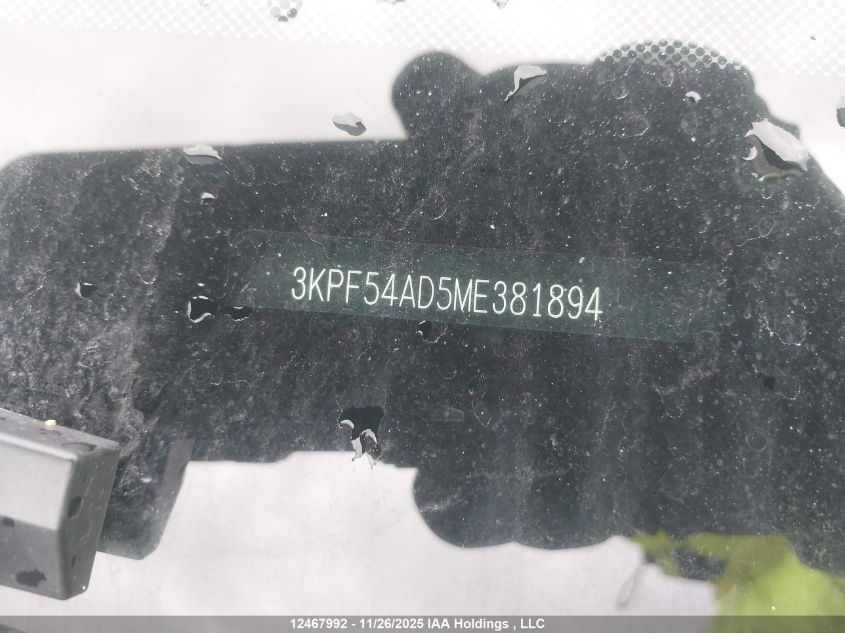 3KPF54AD5ME381894
12467992 - 11/26/2025 IAA Holdings , LLC